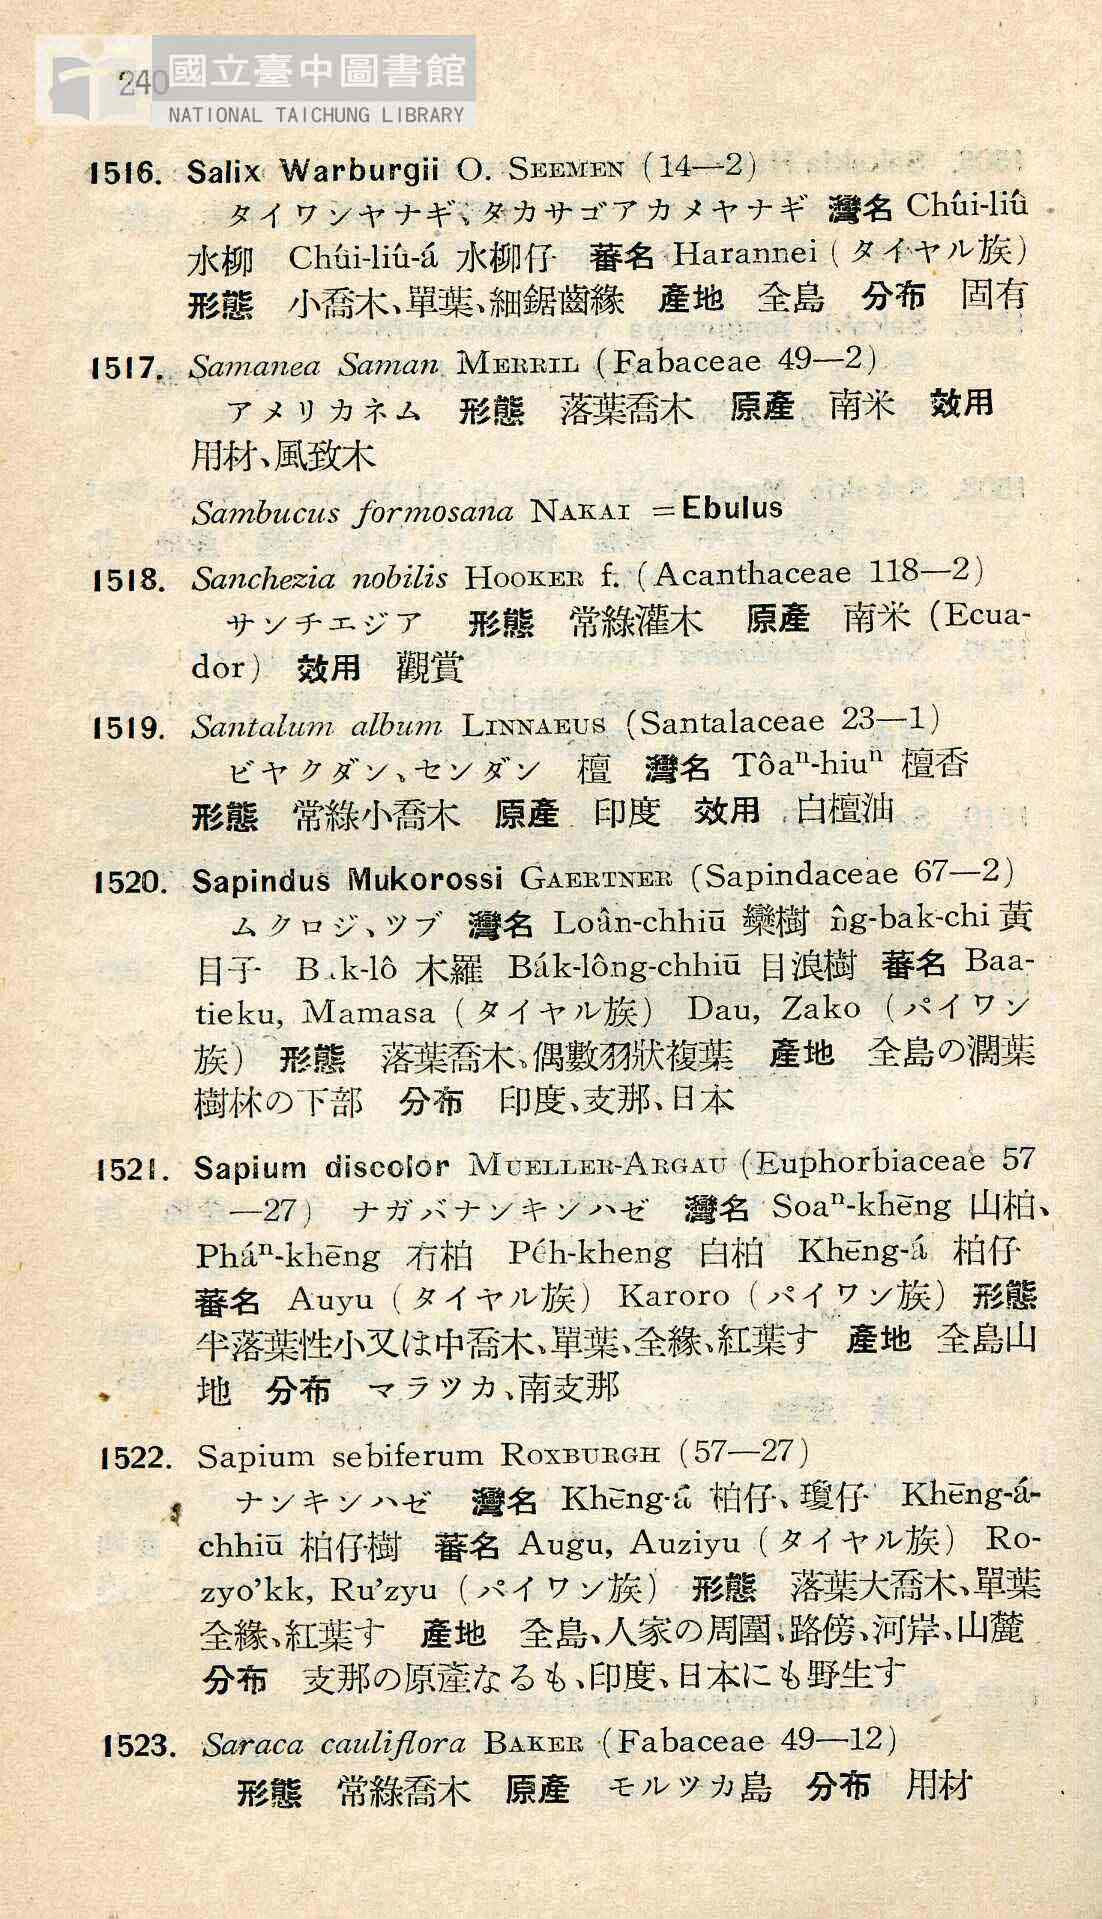 240
國立臺中圖書館
NATIONAL TAICHUNG LIBRARY
1516. Salix Warburgii O. SEEMEN (14—2)
タイワンヤナギ、タカサゴアカメヤナギ 灣名 Chúi-liû
水柳 Chúi-liû-á 水柳仔 蕃名 Harannei (タイヤル族)
形態 小喬木、單葉、細鋸齒緣 產地 全島 分布 固有
1517. Samanea Saman MERRIL (Fabaceae 49—2)
アメリカネム 形態 落葉喬木 原產 南米 效用
用材、風致木
Sambucus formosana NAKAI =Ebulus
1518. Sanchezia nobilis HOOKER f. (Acanthaceae 118—2)
サンチエジア 形態 常綠灌木 原產 南米 (Ecua-
dor) 效用 觀賞
1519. Santalum album LINNAEUS (Santalaceae 23—1)
ビヤクダン、センダン 檀 灣名 Tôaⁿ-hiuⁿ 檀香
形態 常綠小喬木 原產 印度 效用 白檀油
1520. Sapindus Mukorossi GAERTNER (Sapindaceae 67—2)
ムクロジ、ツブ 灣名 Loân-chhiū 欒樹 n̂g-bak-chi 黃
目子 B.k-lô 木羅 Bák-lông-chhiū 目浪樹 蕃名 Baa-
tieku, Mamasa (タイヤル族) Dau, Zako (パイワン
族) 形態 落葉喬木、偶數羽狀複葉 產地 全島の濶葉
樹林の下部 分布 印度、支那、日本
1521. Sapium discolor MUELLER-ARGAU (Euphorbiaceae 57
—27) ナガバナンキンハゼ 灣名 Soaⁿ-khēng 山柏、
Pháⁿ-khēng 冇柏 Péh-kheng 白柏 Khēng-á 柏仔
蕃名 Auyu (タイヤル族) Karoro (パイワン族) 形態
半落葉性小又は中喬木、單葉、全緣、紅葉す 產地 全島山
地 分布 マラツカ、南支那
1522. Sapium sebiferum ROXBURGH (57—27)
ナンキンハゼ 灣名 Khēng-á 柏仔、瓊仔 Khēng-á-
chhiū 柏仔樹 蕃名 Augu, Auziyu (タイヤル族) Ro-
zyo'kk, Ru'zyu (パイワン族) 形態 落葉大喬木、單葉
全緣、紅葉す 產地 全島、人家の周圍、路傍、河岸、山麓
分布 支那の原產なるも、印度、日本にも野生す
1523. Saraca cauliflora BAKER (Fabaceae 49—12)
形態 常綠喬木 原產 モルツカ島 分布 用材